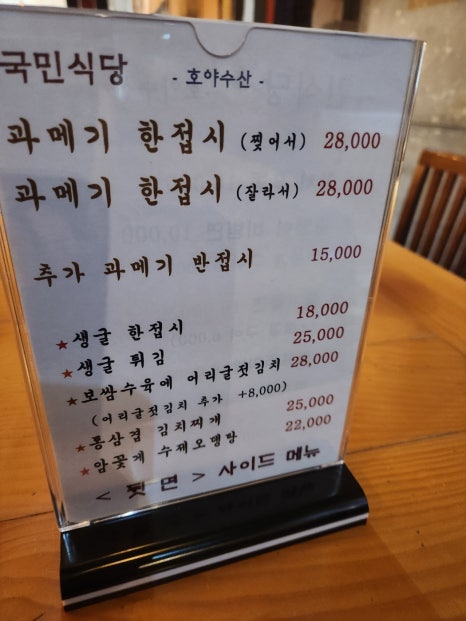 국민식당 - 호야수산 -
과메기 한접시 (찢어서) 28,000
과메기 한접시 (잘라서) 28,000
추가 과메기 반접시 15,000
★생굴 한접시 18,000
★생굴 튀김 25,000
★보쌈수육에 어리굴젓김치 28,000
(어리굴젓김치 추가 +8,000)
★통삼겹 김치찌개 25,000
★암꽃게 수제오뎅탕 22,000
< 뒷 면 > 사이드 메뉴